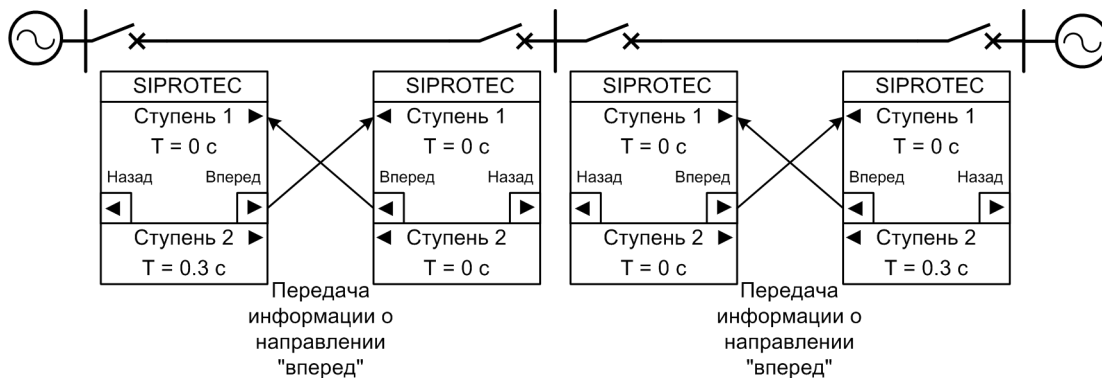 SIPROTEC
Ступень 1
T = 0 с
Назад Вперед
Ступень 2
T = 0.3 с
SIPROTEC
Ступень 1
T = 0 с
Вперед Назад
Ступень 2
T = 0 с
Передача
информации о
направлении
"вперед"
SIPROTEC
Ступень 1
T = 0 с
Назад Вперед
Ступень 2
T = 0 с
SIPROTEC
Ступень 1
T = 0 с
Вперед Назад
Ступень 2
T = 0.3 с
Передача
информации о
направлении
"вперед"